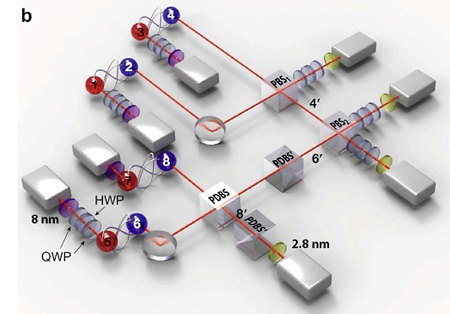 b
4
3
2
1
PBS₁
4′
PBS₂
8
7
PDBS′
6′
HWP
PDBS
8 nm
6
8′
PDBS′
5
2.8 nm
QWP